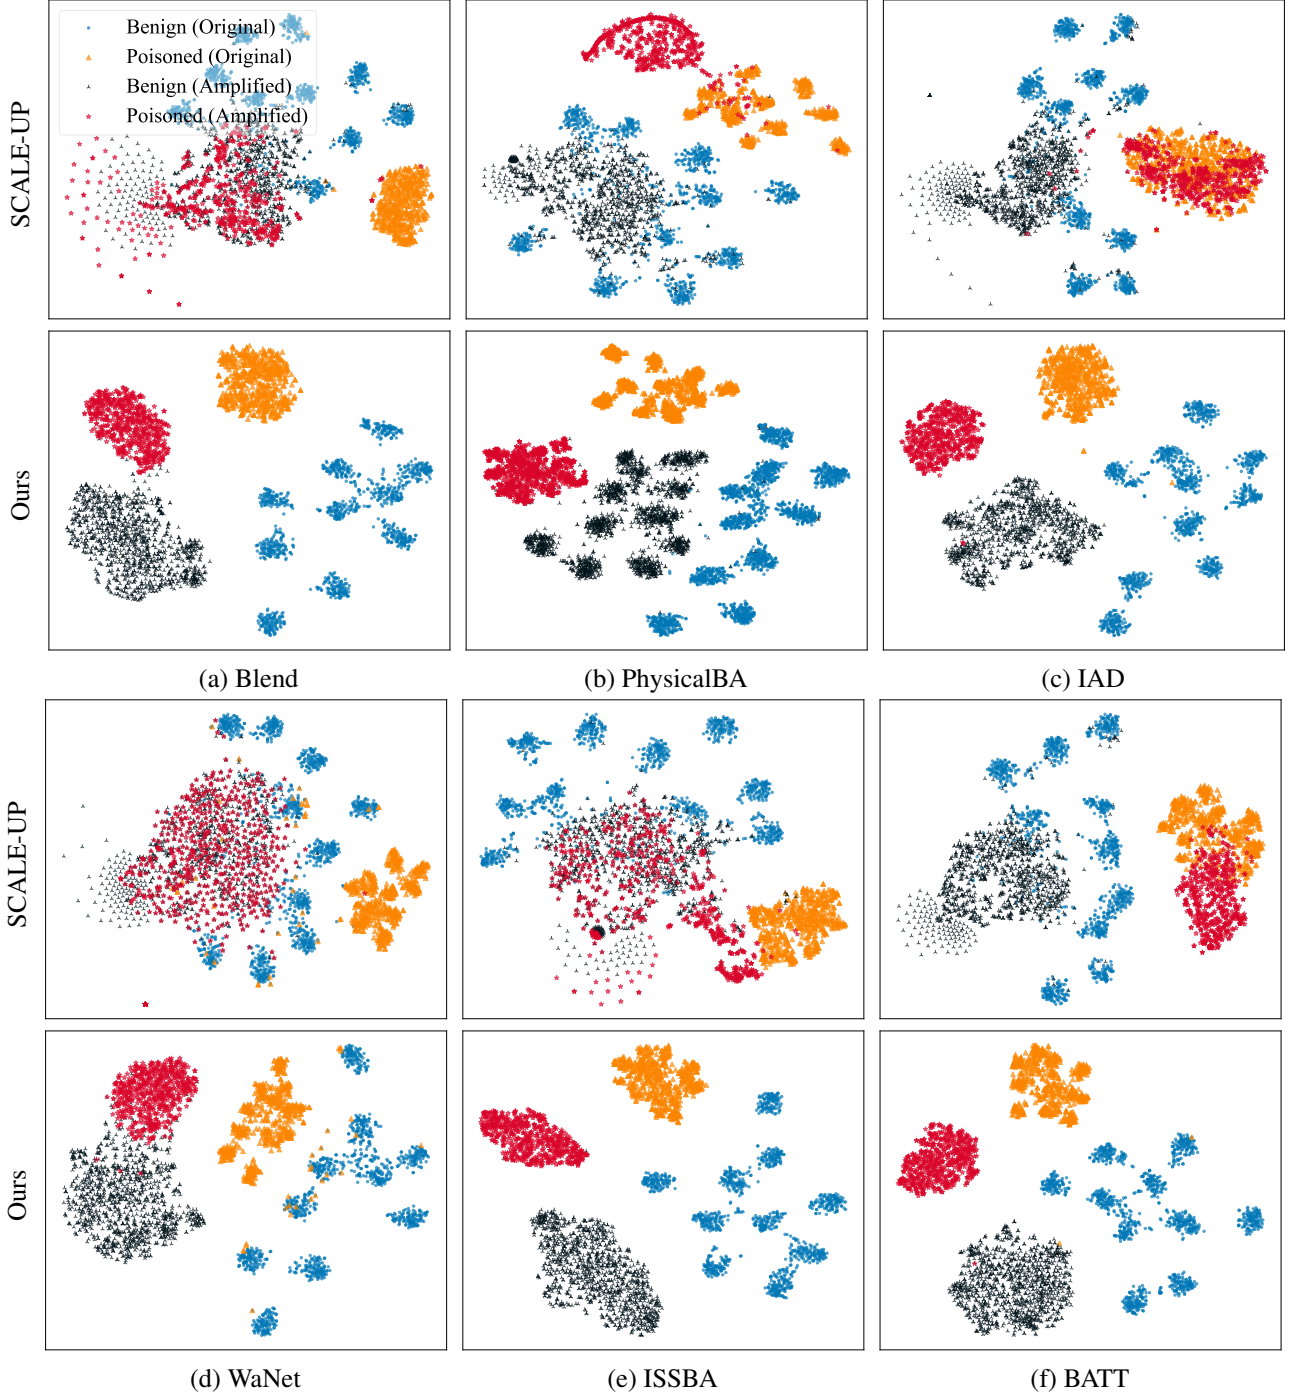 Benign (Original)
Poisoned (Original)
Benign (Amplified)
Poisoned (Amplified)
SCALE-UP
Ours
(a) Blend
(b) PhysicalBA
(c) IAD
SCALE-UP
Ours
(d) WaNet
(e) ISSBA
(f) BATT